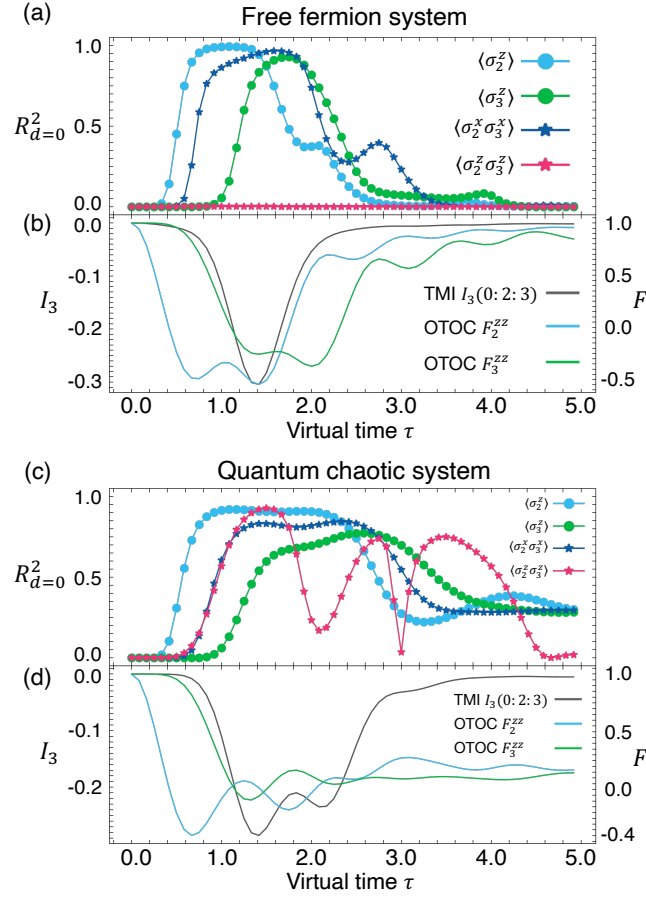 (a) Free fermion system
1.0
0.5
0.0
R²_{d=0}
⟨σ₂ᶻ⟩
⟨σ₃ᶻ⟩
⟨σ₂ˣσ₃ˣ⟩
⟨σ₂ᶻσ₃ᶻ⟩
(b)
0.0
-0.1
-0.2
-0.3
I₃
1.0
0.5
0.0
-0.5
F
TMI I₃(0: 2: 3)
OTOC F₂ᶻᶻ
OTOC F₃ᶻᶻ
0.0 1.0 2.0 3.0 4.0 5.0
Virtual time τ
(c) Quantum chaotic system
1.0
0.5
0.0
R²_{d=0}
⟨σ₂ᶻ⟩
⟨σ₃ᶻ⟩
⟨σ₂ˣσ₃ˣ⟩
⟨σ₂ᶻσ₃ᶻ⟩
(d)
0.0
-0.1
-0.2
I₃
1.0
0.5
0.0
-0.4
F
TMI I₃(0: 2: 3)
OTOC F₂ᶻᶻ
OTOC F₃ᶻᶻ
0.0 1.0 2.0 3.0 4.0 5.0
Virtual time τ